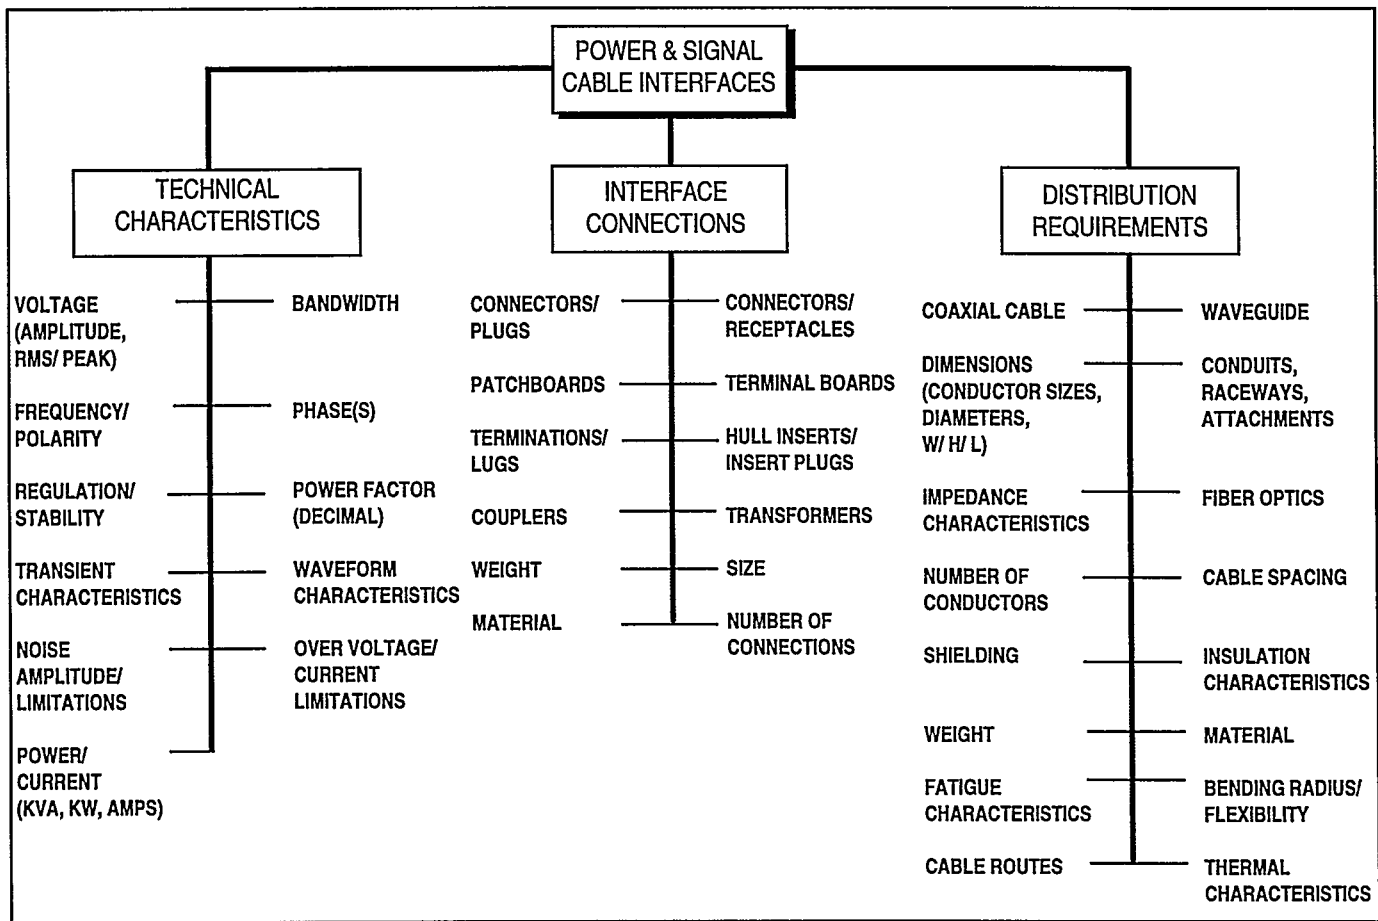 POWER & SIGNAL
CABLE INTERFACES
TECHNICAL
CHARACTERISTICS
VOLTAGE
(AMPLITUDE,
RMS/ PEAK)
BANDWIDTH
FREQUENCY/
POLARITY
PHASE(S)
REGULATION/
STABILITY
POWER FACTOR
(DECIMAL)
TRANSIENT
CHARACTERISTICS
WAVEFORM
CHARACTERISTICS
NOISE
AMPLITUDE/
LIMITATIONS
OVER VOLTAGE/
CURRENT
LIMITATIONS
POWER/
CURRENT
(KVA, KW, AMPS)
INTERFACE
CONNECTIONS
CONNECTORS/
PLUGS
CONNECTORS/
RECEPTACLES
PATCHBOARDS
TERMINAL BOARDS
TERMINATIONS/
LUGS
HULL INSERTS/
INSERT PLUGS
COUPLERS
TRANSFORMERS
WEIGHT
SIZE
MATERIAL
NUMBER OF
CONNECTIONS
DISTRIBUTION
REQUIREMENTS
COAXIAL CABLE
WAVEGUIDE
DIMENSIONS
(CONDUCTOR SIZES,
DIAMETERS,
W/ H/ L)
CONDUITS,
RACEWAYS,
ATTACHMENTS
IMPEDANCE
CHARACTERISTICS
FIBER OPTICS
NUMBER OF
CONDUCTORS
CABLE SPACING
SHIELDING
INSULATION
CHARACTERISTICS
WEIGHT
MATERIAL
FATIGUE
CHARACTERISTICS
BENDING RADIUS/
FLEXIBILITY
CABLE ROUTES
THERMAL
CHARACTERISTICS